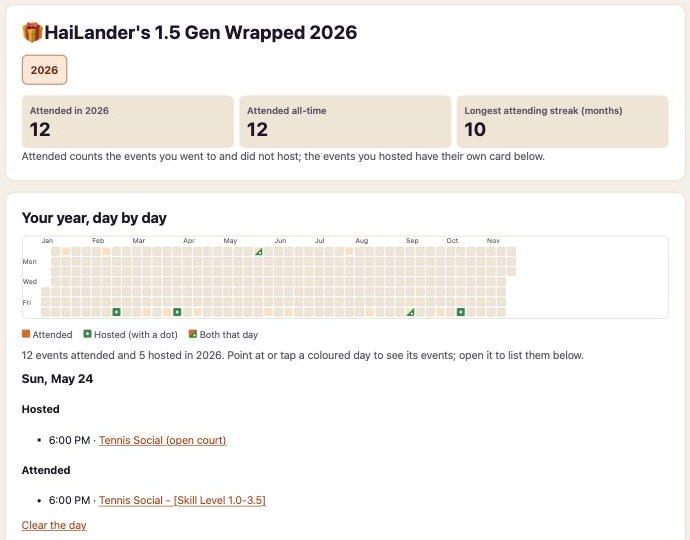 🎁HaiLander's 1.5 Gen Wrapped 2026
2026
Attended in 2026
12
Attended all-time
12
Longest attending streak (months)
10
Attended counts the events you went to and did not host; the events you hosted have their own card below.
Your year, day by day
Jan Feb Mar Apr May Jun Jul Aug Sep Oct Nov
Mon
Wed
Fri
Attended Hosted (with a dot) Both that day
12 events attended and 5 hosted in 2026. Point at or tap a coloured day to see its events; open it to list them below.
Sun, May 24
Hosted
• 6:00 PM · Tennis Social (open court)
Attended
• 6:00 PM · Tennis Social - [Skill Level 1.0-3.5]
Clear the day